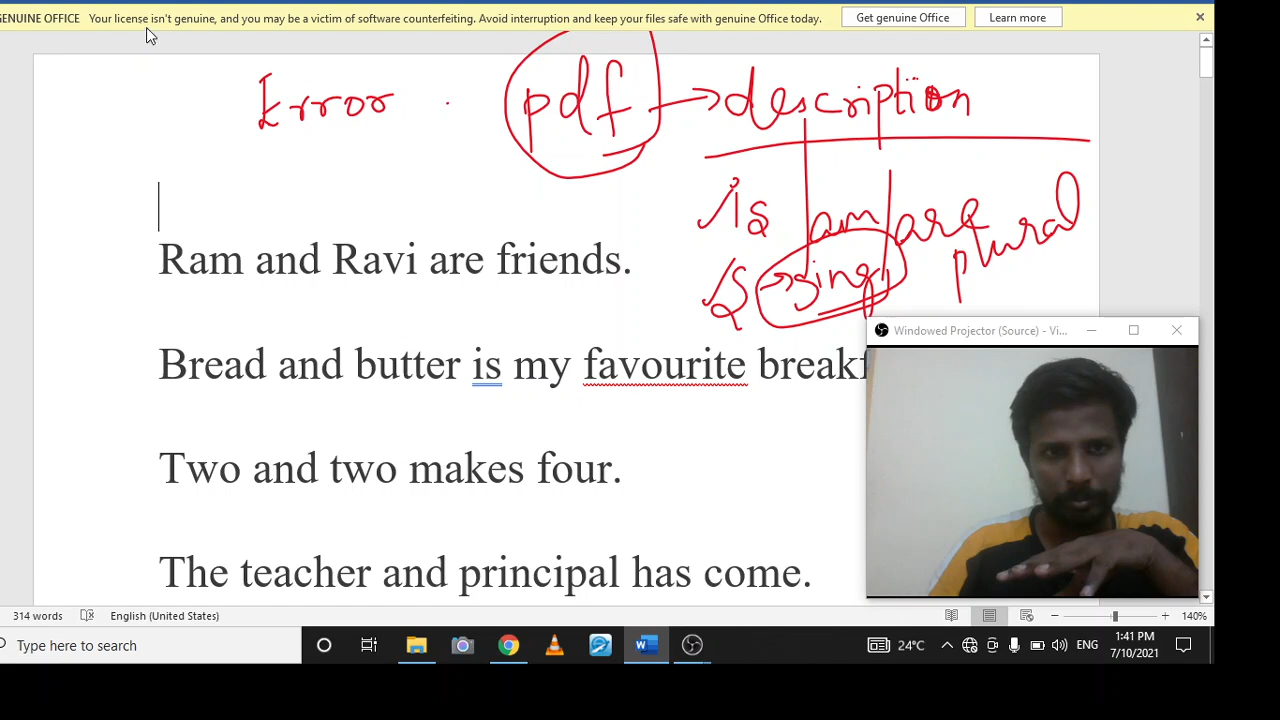 GENUINE OFFICE Your license isn't genuine, and you may be a victim of software counterfeiting. Avoid interruption and keep your files safe with genuine Office today. Get genuine Office Learn more
Error pdf → description
is am are
Is → sing plural
Ram and Ravi are friends.
Windowed Projector (Source) - Vi...
Bread and butter is my favourite breakf
Two and two makes four.
The teacher and principal has come.
314 words English (United States) 140%
Type here to search 24°C ENG 1:41 PM
7/10/2021